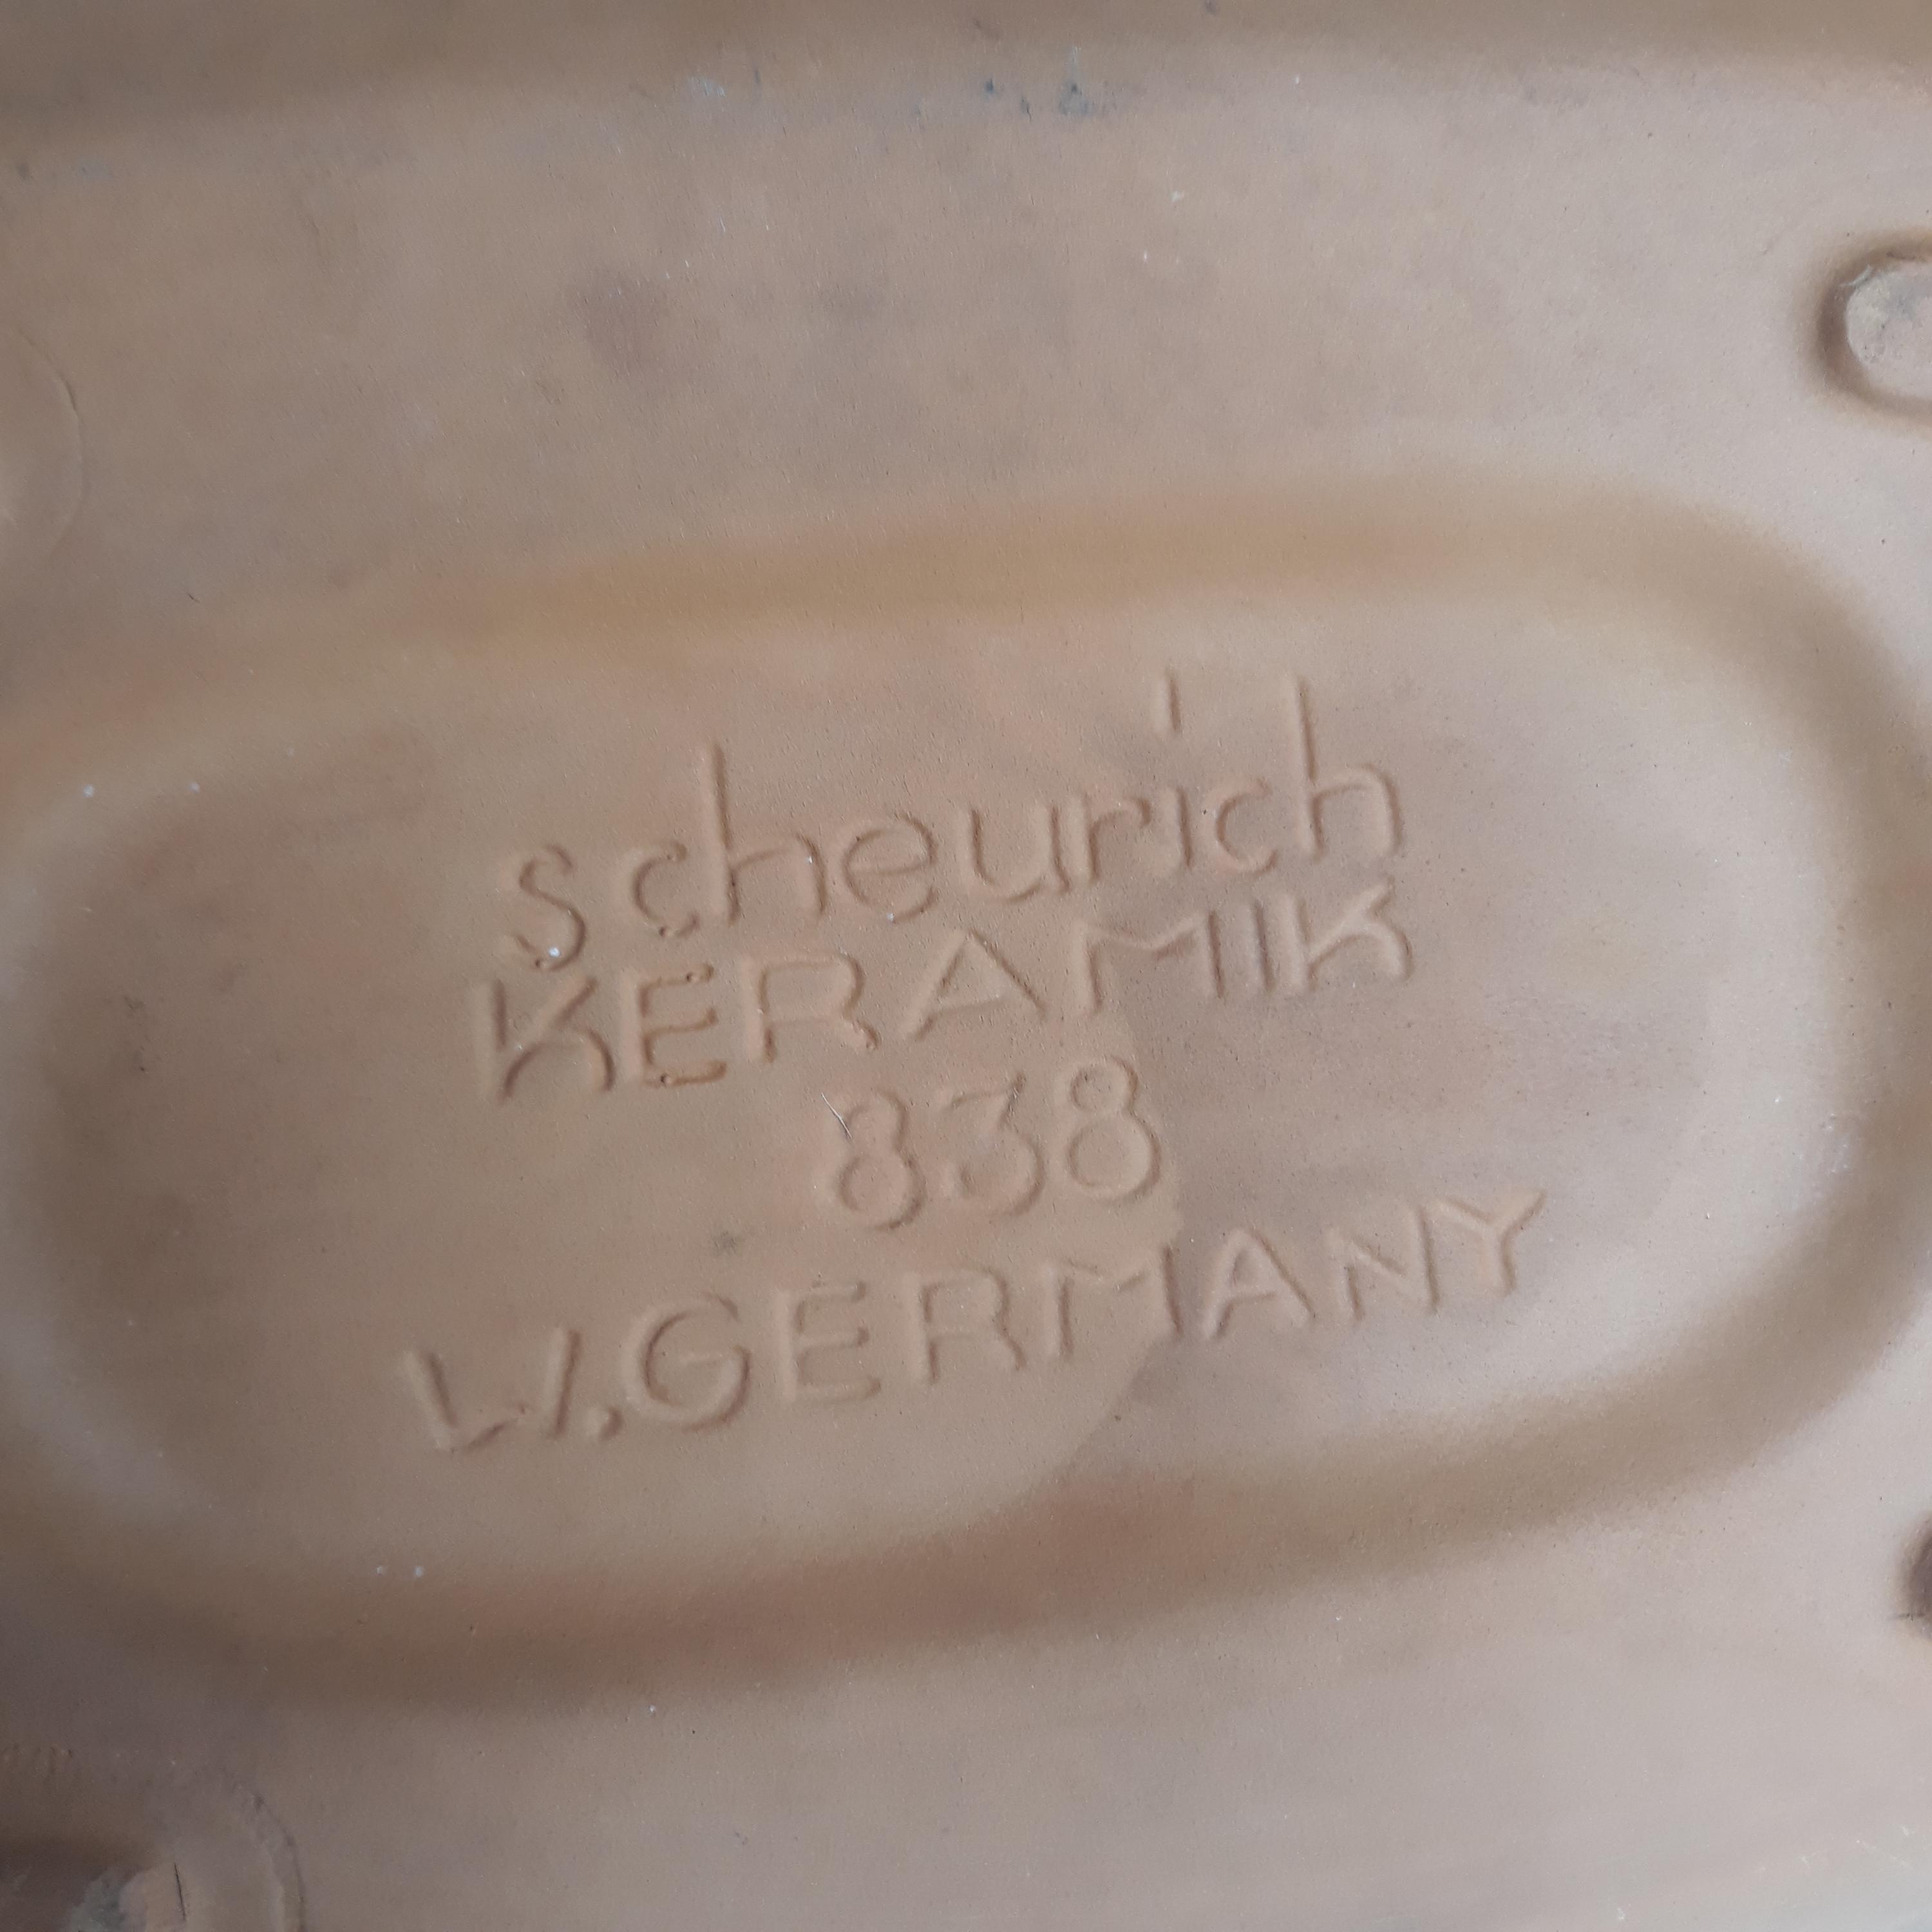 scheurich
KERAMIK
838
W.GERMANY